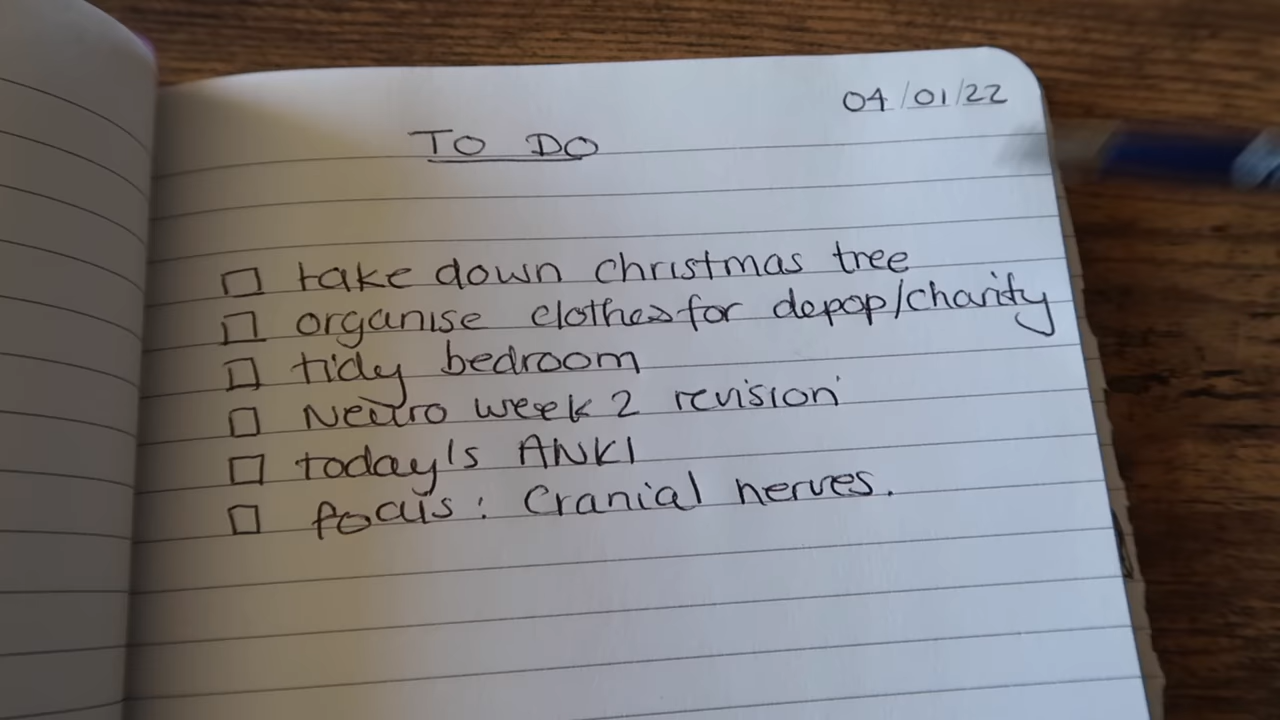 04/01/22
TO DO
take down christmas tree
organise clothes for depop/charity
tidy bedroom
Neuro week 2 revision
today's ANKI
focus: Cranial nerves.